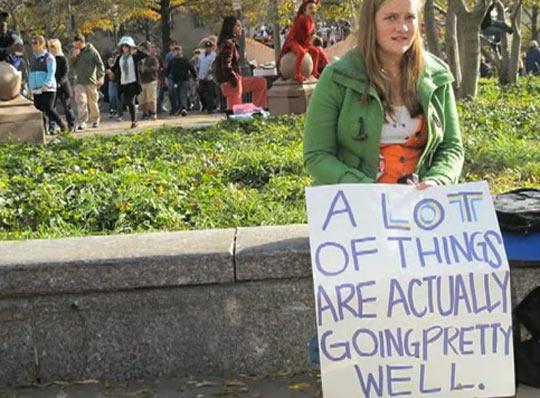 A LOT
OF THINGS
ARE ACTUALLY
GOING PRETTY
WELL.